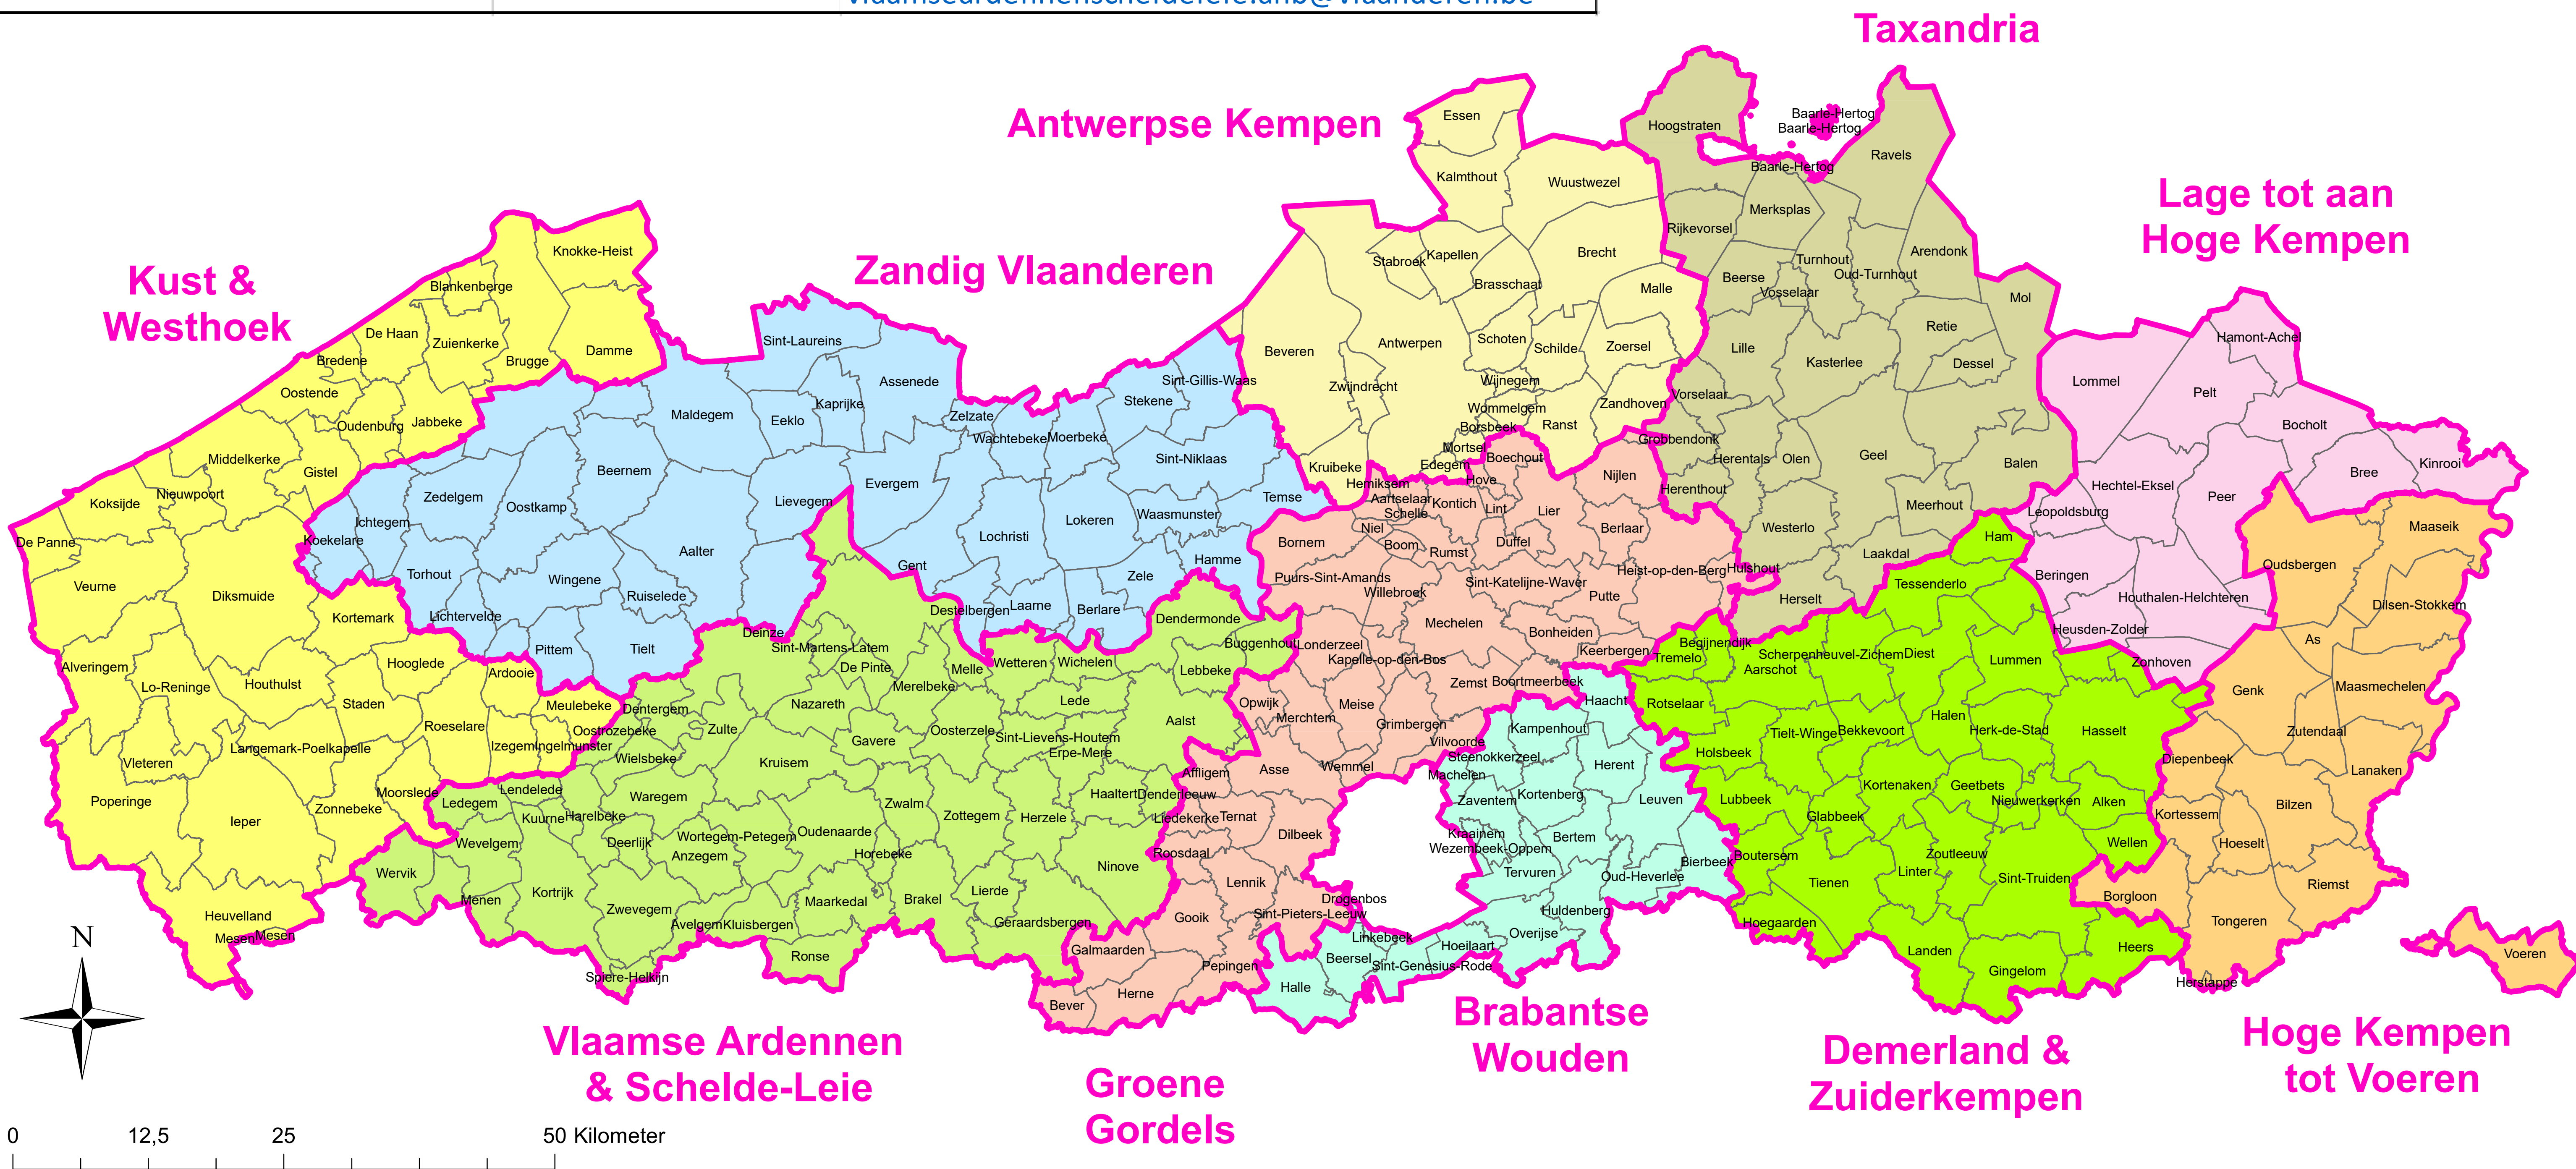 vlaamseardennenscheldeleie.anb@vlaanderen.be
Taxandria
Antwerpse Kempen
Lage tot aan
Hoge Kempen
Zandig Vlaanderen
Kust &
Westhoek
Essen
Hoogstraten
Baarle-Hertog
Baarle-Hertog
Ravels
Baarle-Hertog
Kalmthout
Wuustwezel
Merksplas
Rijkevorsel
Knokke-Heist
Stabroek
Kapellen
Brecht
Turnhout
Arendonk
Blankenberge
Brasschaat
Malle
Beerse
Oud-Turnhout
Vosselaar
Mol
De Haan
Zuienkerke
Damme
Sint-Laureins
Beveren
Antwerpen
Schoten
Schilde
Zoersel
Lille
Retie
Hamont-Achel
Bredene
Brugge
Kasterlee
Dessel
Oostende
Assenede
Sint-Gillis-Waas
Zwijndrecht
Wijnegem
Lommel
Pelt
Oudenburg
Jabbeke
Maldegem
Eeklo
Kaprijke
Zelzate
Stekene
Wommelgem
Zandhoven
Vorselaar
Wachtebeke
Moerbeke
Borsbeek
Ranst
Bocholt
Middelkerke
Gistel
Beernem
Sint-Niklaas
Mortsel
Grobbendonk
Kruibeke
Edegem
Boechout
Nijlen
Herentals
Olen
Geel
Balen
Bree
Kinrooi
Koksijde
Nieuwpoort
Zedelgem
Oostkamp
Lievegem
Evergem
Temse
Hemiksem
Hove
Herenthout
Hechtel-Eksel
Peer
Aartselaar
Kontich
Meerhout
Ichtegem
Lokeren
Waasmunster
Schelle
Lint
Lier
Leopoldsburg
Maaseik
De Panne
Koekelare
Aalter
Lochristi
Bornem
Niel
Boom
Rumst
Duffel
Berlaar
Westerlo
Ham
Laakdal
Oudsbergen
Veurne
Torhout
Wingene
Gent
Zele
Hamme
Puurs-Sint-Amands
Sint-Katelijne-Waver
Heist-op-den-Berg
Hulshout
Tessenderlo
Beringen
Diksmuide
Ruiselede
Willebroek
Putte
Herselt
Houthalen-Helchteren
Dilsen-Stokkem
Kortemark
Lichtervelde
Destelbergen
Laarne
Berlare
Dendermonde
Mechelen
Bonheiden
Heusden-Zolder
As
Pittem
Tielt
Deinze
Sint-Martens-Latem
Buggenhout
Londerzeel
Keerbergen
Begijnendijk
Alveringem
Hooglede
Ardooie
De Pinte
Melle
Wetteren
Wichelen
Lebbeke
Kapelle-op-den-Bos
Tremelo
Scherpenheuvel-Zichem
Aarschot
Diest
Lummen
Zonhoven
Lo-Reninge
Houthulst
Merelbeke
Zemst
Boortmeerbeek
Genk
Maasmechelen
Staden
Meulebeke
Dentergem
Nazareth
Lede
Opwijk
Meise
Haacht
Rotselaar
Roeselare
Oostrozebeke
Zulte
Oosterzele
Aalst
Merchtem
Grimbergen
Kampenhout
Halen
Langemark-Poelkapelle
Izegem
Ingelmunster
Gavere
Sint-Lievens-Houtem
Erpe-Mere
Vilvoorde
Tielt-Winge
Bekkevoort
Herk-de-Stad
Hasselt
Zutendaal
Vleteren
Wielsbeke
Kruisem
Affligem
Asse
Wemmel
Steenokkerzeel
Herent
Holsbeek
Diepenbeek
Lanaken
Poperinge
Zonnebeke
Moorslede
Ledegem
Lendelede
Waregem
Zwalm
Haaltert
Denderleeuw
Machelen
Zaventem
Kortenberg
Leuven
Lubbeek
Kortenaken
Geetbets
Nieuwerkerken
Alken
Bilzen
Ieper
Kuurne
Harelbeke
Zottegem
Herzele
Liedekerke
Ternat
Glabbeek
Kortessem
Wevelgem
Deerlijk
Wortegem-Petegem
Oudenaarde
Dilbeek
Kraainem
Bertem
Wezembeek-Oppem
Wellen
Hoeselt
Anzegem
Horebeke
Ninove
Roosdaal
Bierbeek
Boutersem
Zoutleeuw
Wervik
Tervuren
Oud-Heverlee
Linter
Sint-Truiden
Riemst
Menen
Kortrijk
Zwevegem
Maarkedal
Brakel
Lierde
Lennik
Drogenbos
Tienen
Borgloon
Heuvelland
Avelgem
Kluisbergen
Geraardsbergen
Gooik
Sint-Pieters-Leeuw
Huldenberg
Hoegaarden
Tongeren
Mesen
Mesen
Linkebeek
Hoeilaart
Overijse
Ronse
Galmaarden
Pepingen
Beersel
Sint-Genesius-Rode
Landen
Heers
Voeren
Spiere-Helkijn
Halle
Gingelom
Herstappe
Bever
Herne
N
Vlaamse Ardennen
& Schelde-Leie
Groene
Gordels
Brabantse
Wouden
Demerland &
Zuiderkempen
Hoge Kempen
tot Voeren
0 12,5 25 50 Kilometer